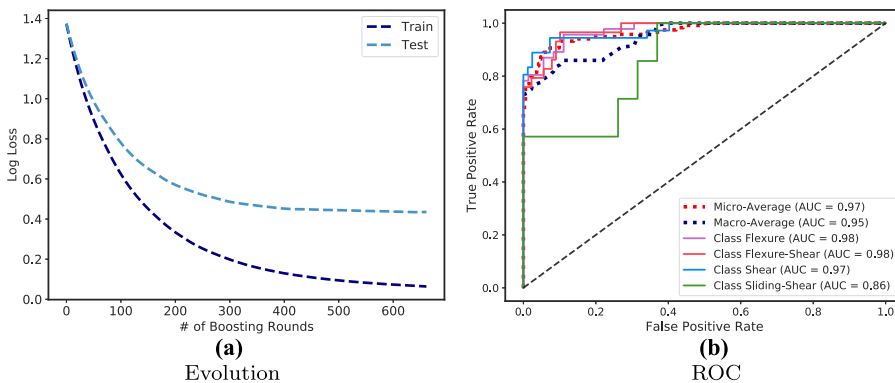 1.4
1.2
1.0
0.8
0.6
0.4
0.2
0.0
Log Loss
0 100 200 300 400 500 600
# of Boosting Rounds
Train
Test
(a)
Evolution
1.0
0.8
0.6
0.4
0.2
0.0
True Positive Rate
0.0 0.2 0.4 0.6 0.8 1.0
False Positive Rate
Micro-Average (AUC = 0.97)
Macro-Average (AUC = 0.95)
Class Flexure (AUC = 0.98)
Class Flexure-Shear (AUC = 0.98)
Class Shear (AUC = 0.97)
Class Sliding-Shear (AUC = 0.86)
(b)
ROC